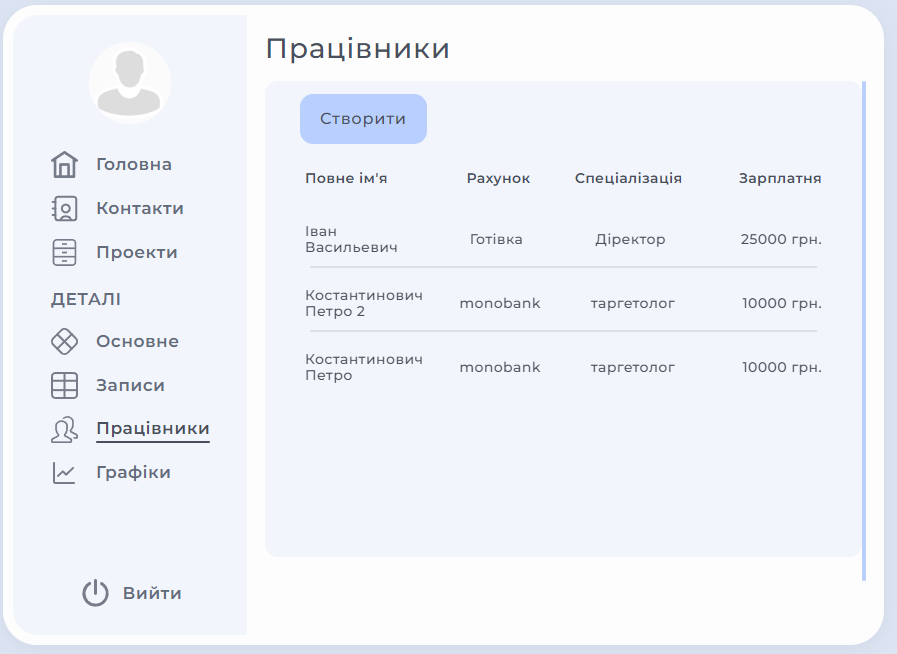 Працівники
Створити
Головна
Контакти
Проекти
ДЕТАЛІ
Основне
Записи
Працівники
Графіки
Вийти
Повне ім'я Рахунок Спеціалізація Зарплатня
Іван
Васильевич Готівка Діректор 25000 грн.
Костантинович
Петро 2 monobank таргетолог 10000 грн.
Костантинович
Петро monobank таргетолог 10000 грн.